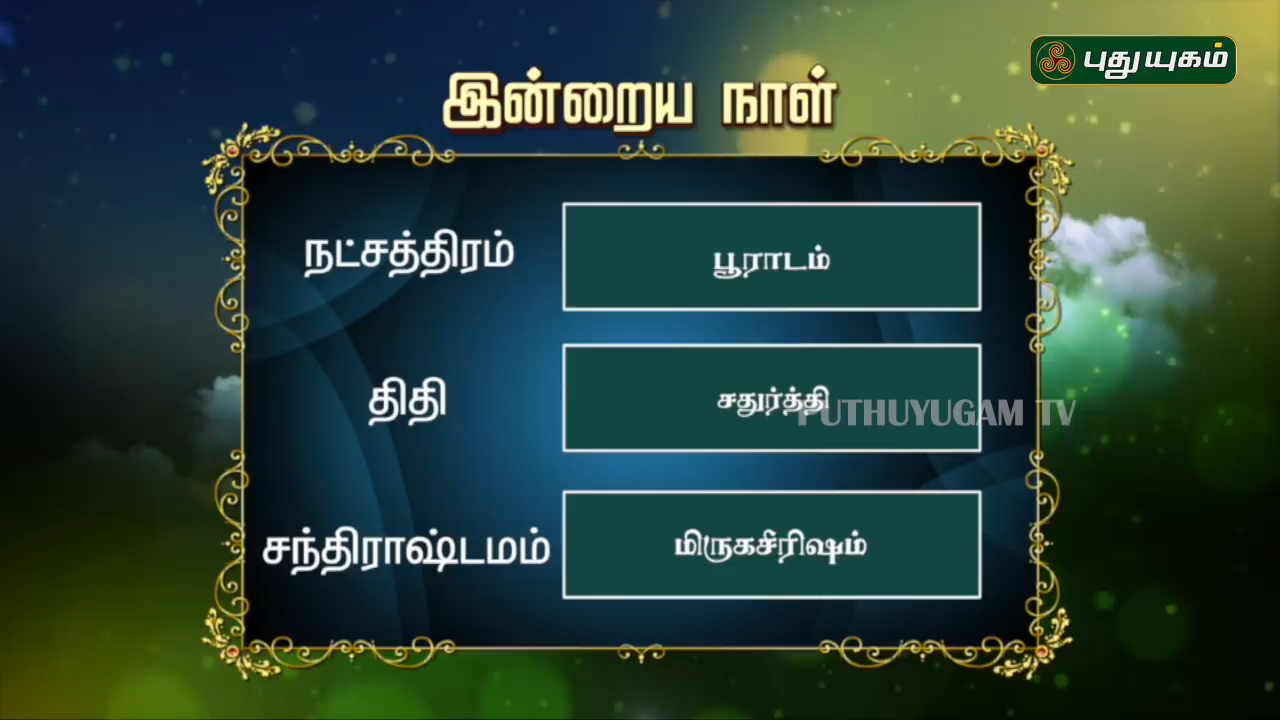 புதுயுகம்
இன்றைய நாள்
நட்சத்திரம் பூராடம்
திதி சதுர்த்தி
PUTHUYUGAM TV
சந்திராஷ்டமம் மிருகசீரிஷம்